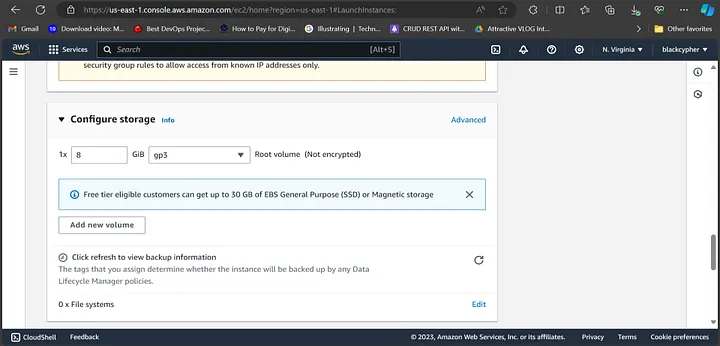 https://us-east-1.console.aws.amazon.com/ec2/home?region=us-east-1#LaunchInstances:
Gmail
Download video: M...
Best DevOps Projec...
How to Pay for Digi...
Illustrating | Techn...
CRUD REST API wit...
Attractive VLOG Int...
Other favorites
aws
Services
Search
[Alt+S]
N. Virginia
blackcypher
security group rules to allow access from known IP addresses only.
Configure storage
Info
Advanced
1x
8
GiB
gp3
Root volume (Not encrypted)
Free tier eligible customers can get up to 30 GB of EBS General Purpose (SSD) or Magnetic storage
Add new volume
Click refresh to view backup information
The tags that you assign determine whether the instance will be backed up by any Data
Lifecycle Manager policies.
0 x File systems
Edit
CloudShell
Feedback
© 2023, Amazon Web Services, Inc. or its affiliates.
Privacy
Terms
Cookie preferences